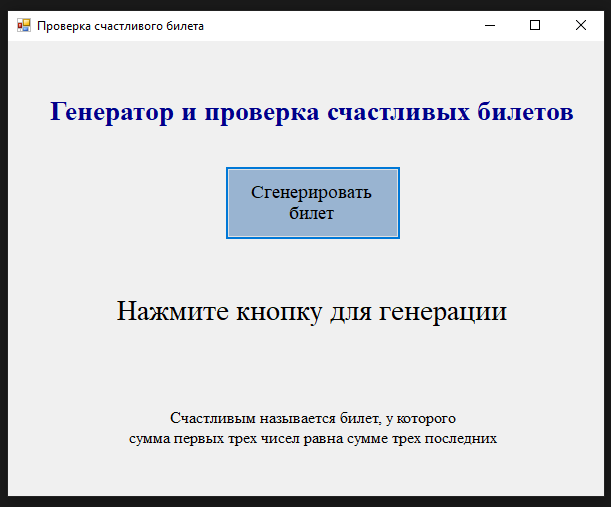 Проверка счастливого билета
Генератор и проверка счастливых билетов
Сгенерировать
билет
Нажмите кнопку для генерации
Счастливым называется билет, у которого
сумма первых трех чисел равна сумме трех последних